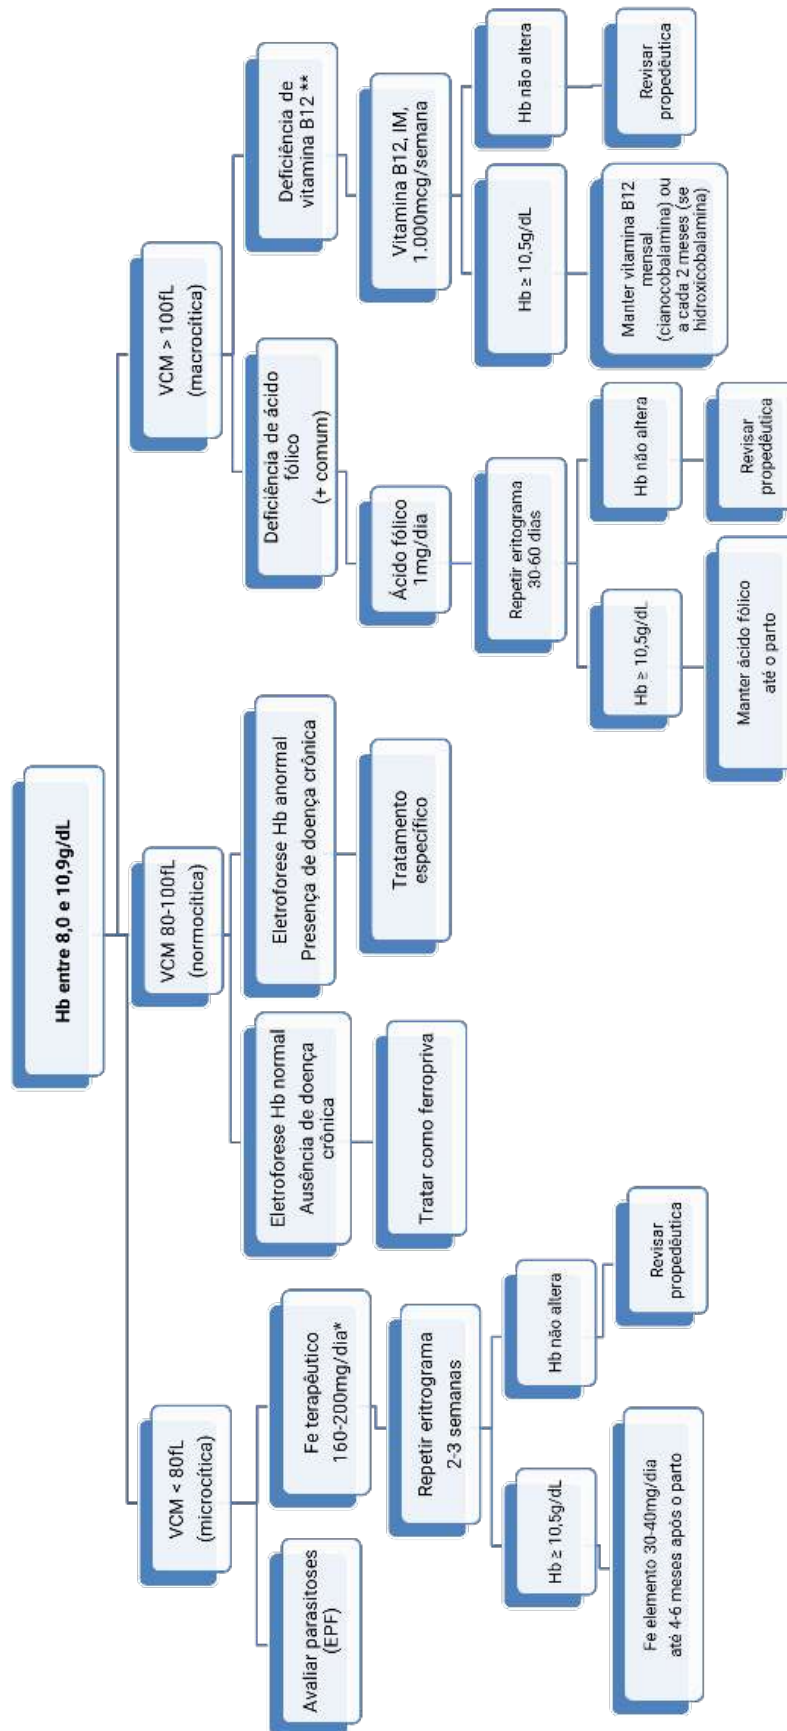 Hb entre 8,0 e 10,9g/dL
VCM < 80fL
(microcítica)
Avaliar parasitoses
(EPF)
Fe terapêutico
160-200mg/dia*
Repetir eritrograma
2-3 semanas
Hb ≥ 10,5g/dL
Fe elemento 30-40mg/dia
até 4-6 meses após o parto
Hb não altera
Revisar
propedêutica
VCM 80-100fL
(normocítica)
Eletroforese Hb normal
Ausência de doença
crônica
Tratar como ferropriva
Eletroforese Hb anormal
Presença de doença crônica
Tratamento
específico
VCM > 100fL
(macrocítica)
Deficiência de ácido
fólico
(+ comum)
Ácido fólico
1mg/dia
Repetir eritograma
30-60 dias
Hb ≥ 10,5g/dL
Manter ácido fólico
até o parto
Hb não altera
Revisar
propedêutica
Deficiência de
vitamina B12 **
Vitamina B12, IM,
1.000mcg/semana
Hb ≥ 10,5g/dL
Manter vitamina B12
mensal
(cianocobalamina) ou
a cada 2 meses (se
hidroxicobalamina)
Hb não altera
Revisar
propedêutica